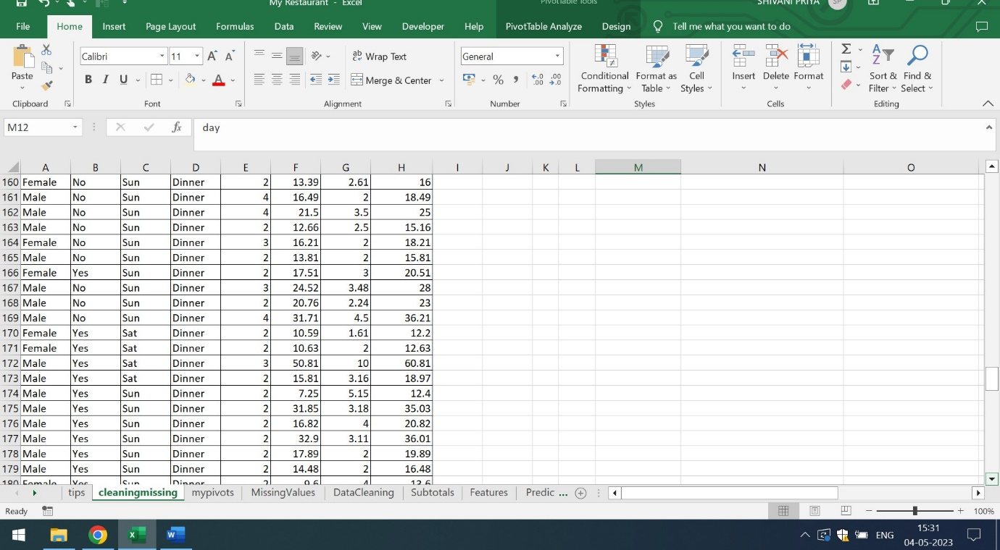 My Restaurant - Excel PivotTable Tools SHIVANI PRIYA SP
File Home Insert Page Layout Formulas Data Review View Developer Help PivotTable Analyze Design Tell me what you want to do
Calibri 11 A A ab Wrap Text General
Paste B I U A Merge & Center % , .00 .00 Conditional Formatting Format as Table Cell Styles Insert Delete Format Σ Sort & Filter Find & Select
Clipboard Font Alignment Number Styles Cells Editing
M12 fx day
A B C D E F G H I J K L M N O
160 Female No Sun Dinner 2 13.39 2.61 16
161 Male No Sun Dinner 4 16.49 2 18.49
162 Male No Sun Dinner 4 21.5 3.5 25
163 Male No Sun Dinner 2 12.66 2.5 15.16
164 Female No Sun Dinner 3 16.21 2 18.21
165 Male No Sun Dinner 2 13.81 2 15.81
166 Female Yes Sun Dinner 2 17.51 3 20.51
167 Male No Sun Dinner 3 24.52 3.48 28
168 Male No Sun Dinner 2 20.76 2.24 23
169 Male No Sun Dinner 4 31.71 4.5 36.21
170 Female Yes Sat Dinner 2 10.59 1.61 12.2
171 Female Yes Sat Dinner 2 10.63 2 12.63
172 Male Yes Sat Dinner 3 50.81 10 60.81
173 Male Yes Sat Dinner 2 15.81 3.16 18.97
174 Male Yes Sun Dinner 2 7.25 5.15 12.4
175 Male Yes Sun Dinner 2 31.85 3.18 35.03
176 Male Yes Sun Dinner 2 16.82 4 20.82
177 Male Yes Sun Dinner 2 32.9 3.11 36.01
178 Male Yes Sun Dinner 2 17.89 2 19.89
179 Male Yes Sun Dinner 2 14.48 2 16.48
180 Female Yes Sun Dinner 2 9.6 4 13.6
tips cleaningmissing mypivots MissingValues DataCleaning Subtotals Features Predic ...
Ready 100%
ENG 15:31
04-05-2023